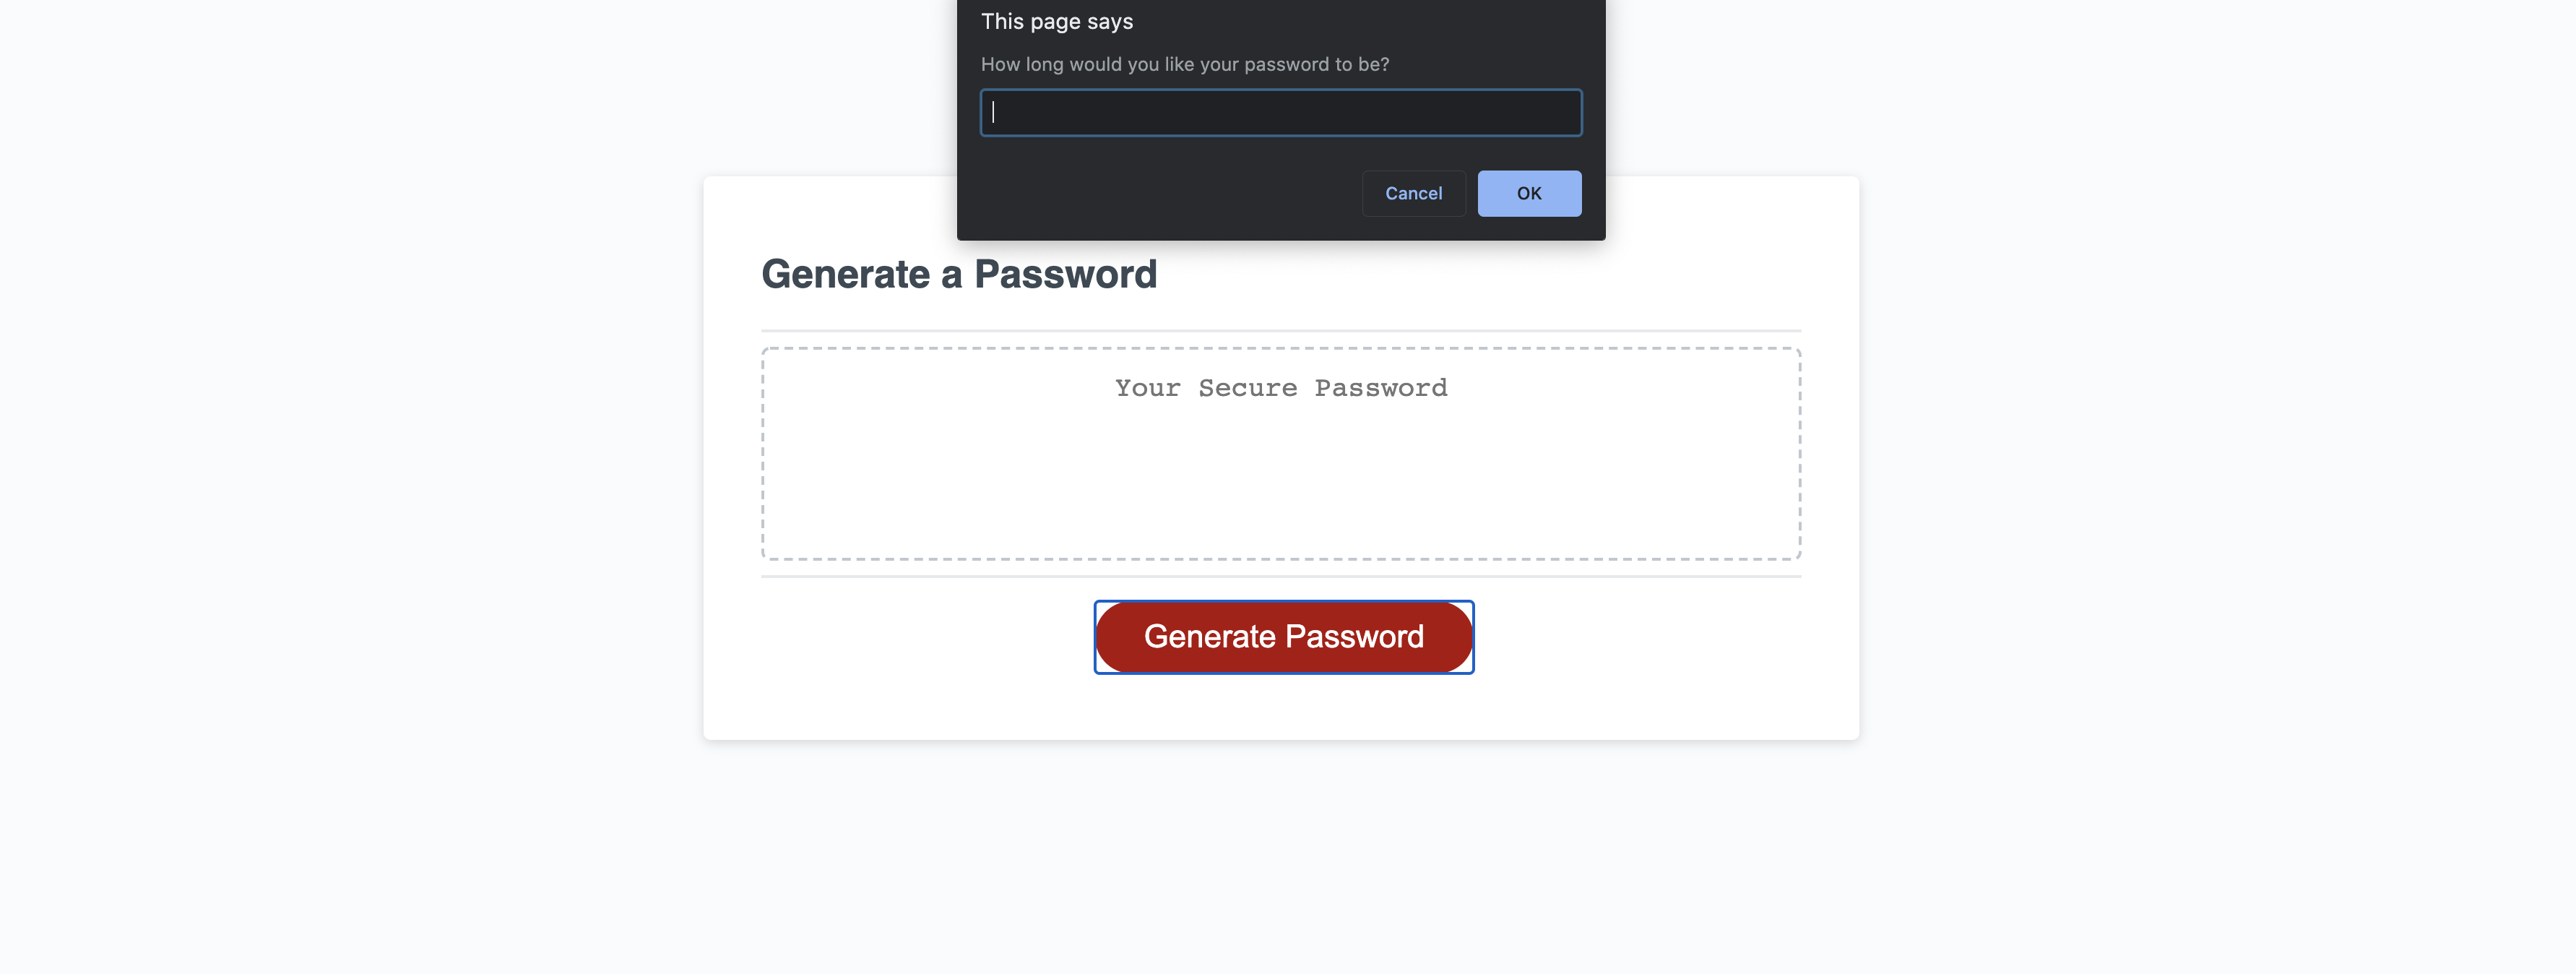 This page says
How long would you like your password to be?
Cancel OK
Generate a Password
Your Secure Password
Generate Password